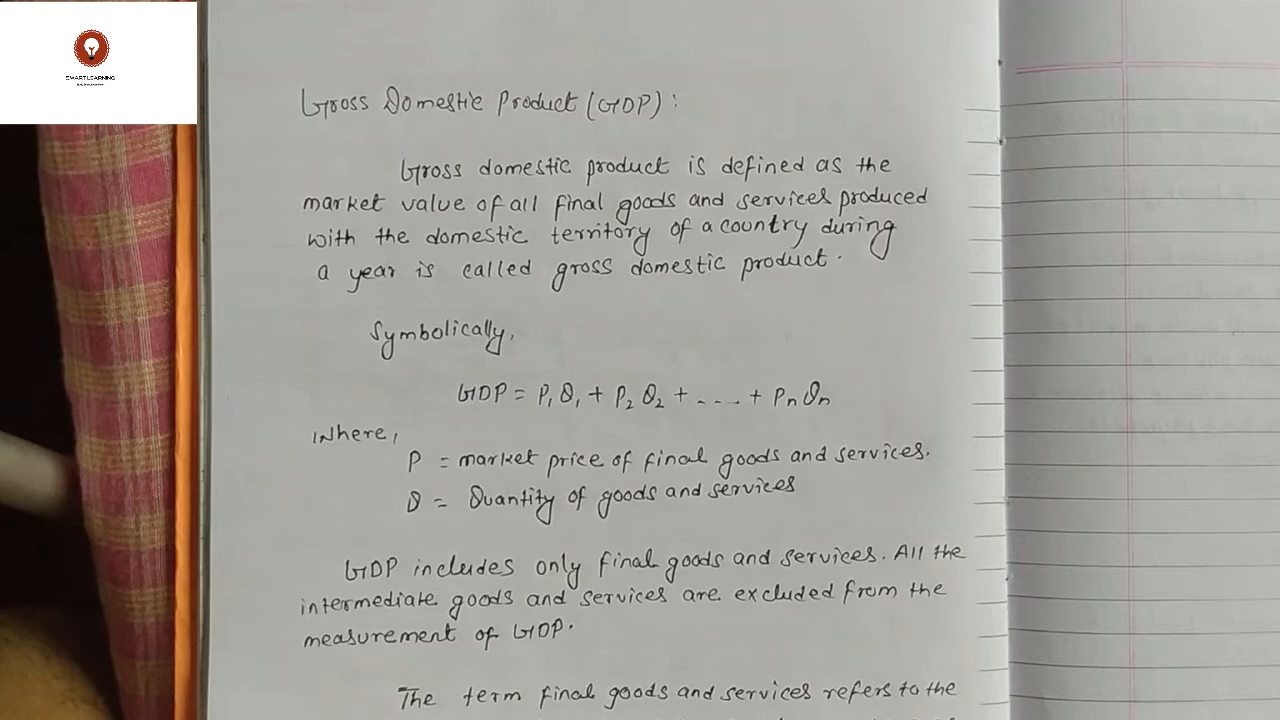 SMART LEARNING
Gross Domestic Product (GDP):
Gross domestic product is defined as the
market value of all final goods and services produced
with the domestic territory of a country during
a year is called gross domestic product.
Symbolically,
GDP = P₁Q₁ + P₂Q₂ + ---- + PnQn
Where,
P = market price of final goods and services.
Q = Quantity of goods and services
GDP includes only final goods and services. All the
intermediate goods and services are excluded from the
measurement of GDP.
The term final goods and services refers to the